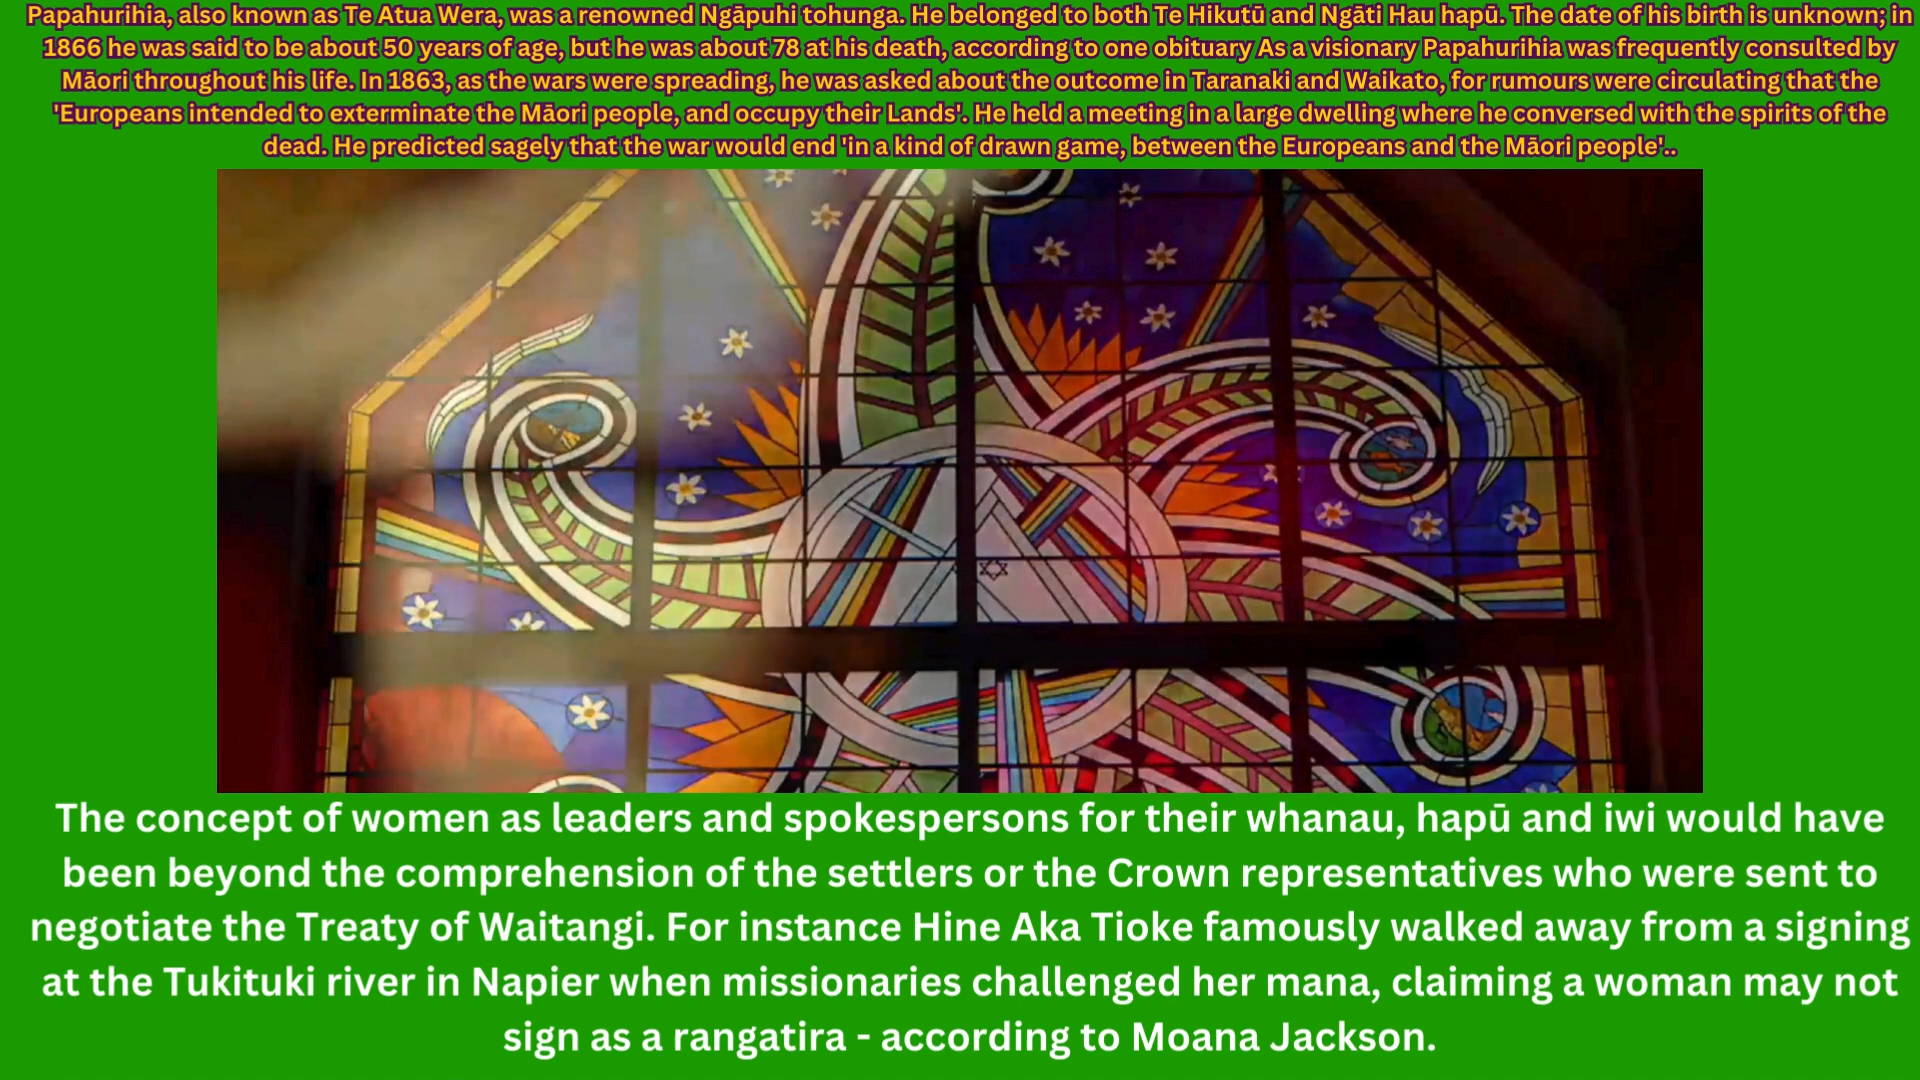 Papahurihia, also known as Te Atua Wera, was a renowned Ngāpuhi tohunga. He belonged to both Te Hikutū and Ngāti Hau hapū. The date of his birth is unknown; in
1866 he was said to be about 50 years of age, but he was about 78 at his death, according to one obituary As a visionary Papahurihia was frequently consulted by
Māori throughout his life. In 1863, as the wars were spreading, he was asked about the outcome in Taranaki and Waikato, for rumours were circulating that the
'Europeans intended to exterminate the Māori people, and occupy their Lands'. He held a meeting in a large dwelling where he conversed with the spirits of the
dead. He predicted sagely that the war would end 'in a kind of drawn game, between the Europeans and the Māori people'..
The concept of women as leaders and spokespersons for their whanau, hapū and iwi would have
been beyond the comprehension of the settlers or the Crown representatives who were sent to
negotiate the Treaty of Waitangi. For instance Hine Aka Tioke famously walked away from a signing
at the Tukituki river in Napier when missionaries challenged her mana, claiming a woman may not
sign as a rangatira - according to Moana Jackson.